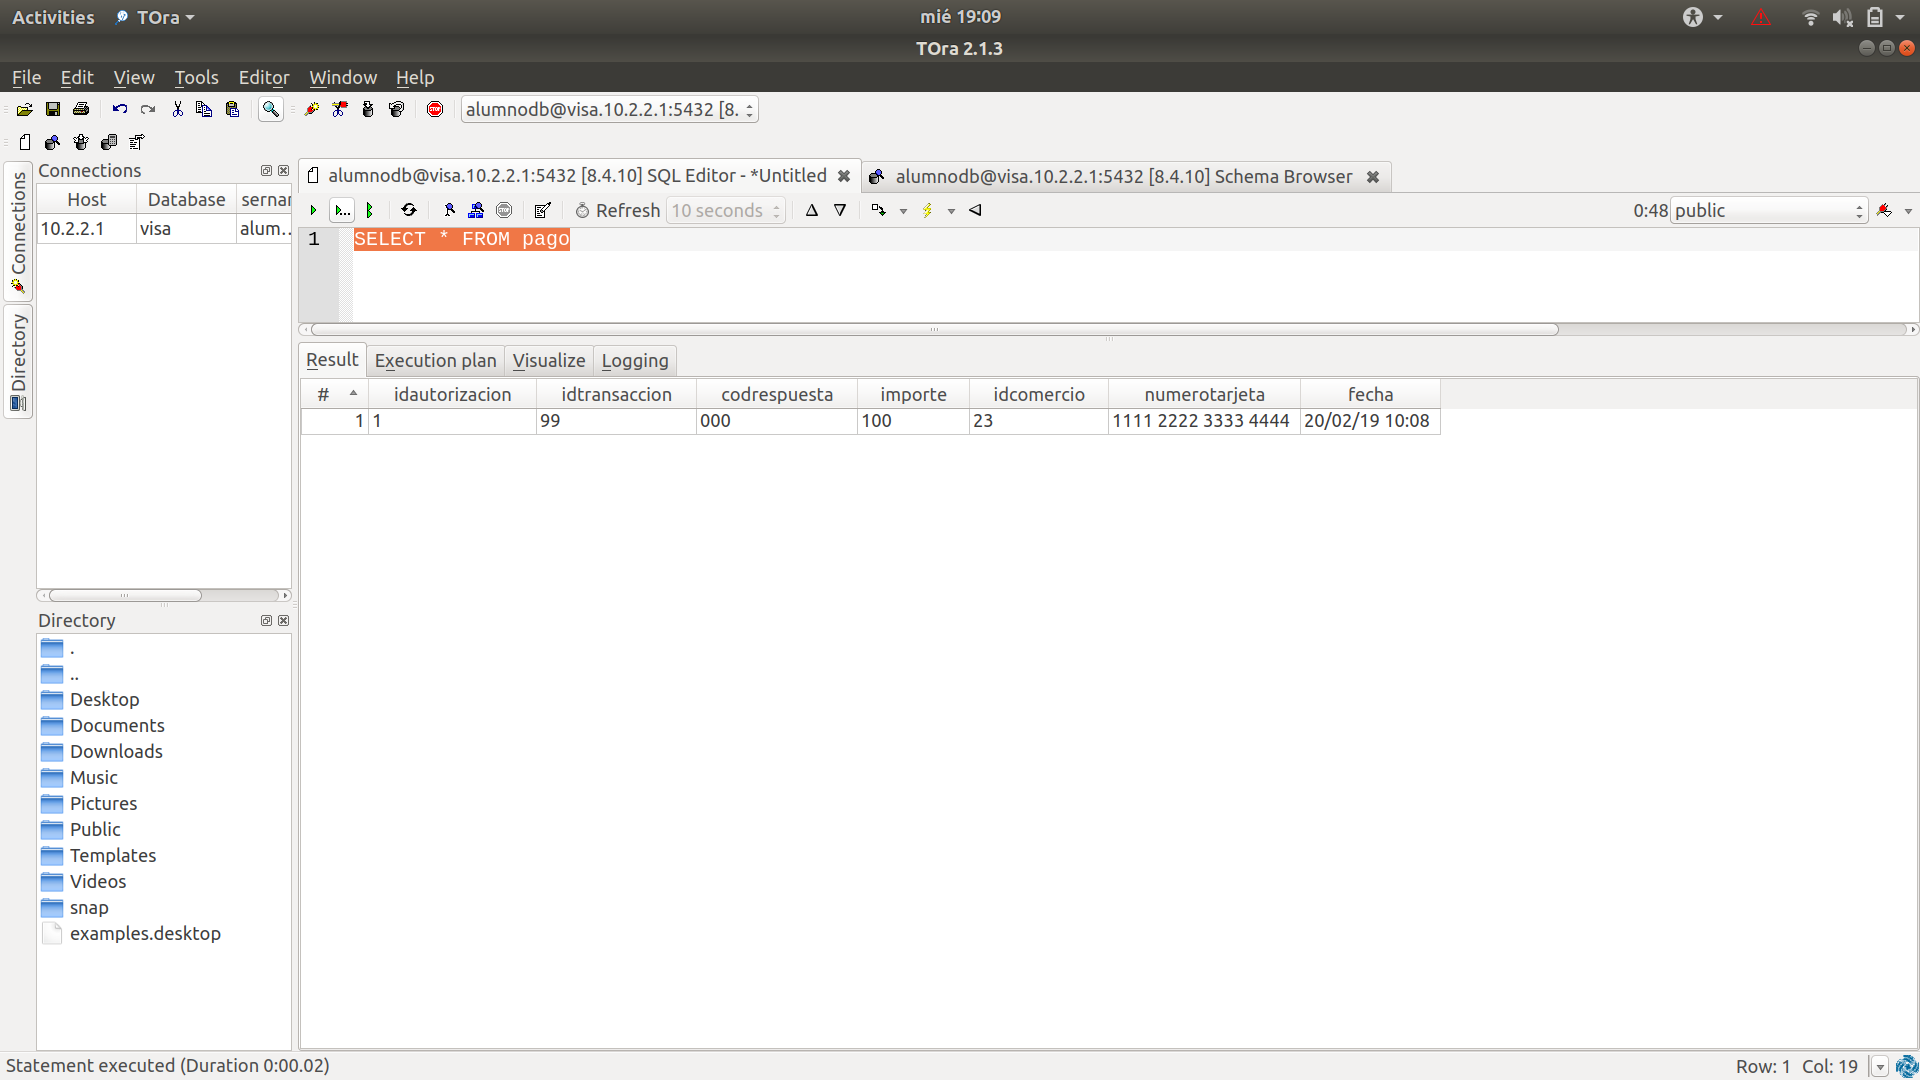 Activities TOra mié 19:09
TOra 2.1.3
File Edit View Tools Editor Window Help
alumnodb@visa.10.2.2.1:5432 [8.
Connections
Directory
Connections
Host Database sernar
10.2.2.1 visa alum..
alumnodb@visa.10.2.2.1:5432 [8.4.10] SQL Editor - *Untitled
alumnodb@visa.10.2.2.1:5432 [8.4.10] Schema Browser
Refresh 10 seconds 0:48 public
1 SELECT * FROM pago
Result Execution plan Visualize Logging
# idautorizacion idtransaccion codrespuesta importe idcomercio numerotarjeta fecha
1 1 99 000 100 23 1111 2222 3333 4444 20/02/19 10:08
Directory
.
..
Desktop
Documents
Downloads
Music
Pictures
Public
Templates
Videos
snap
examples.desktop
Statement executed (Duration 0:00.02) Row: 1 Col: 19